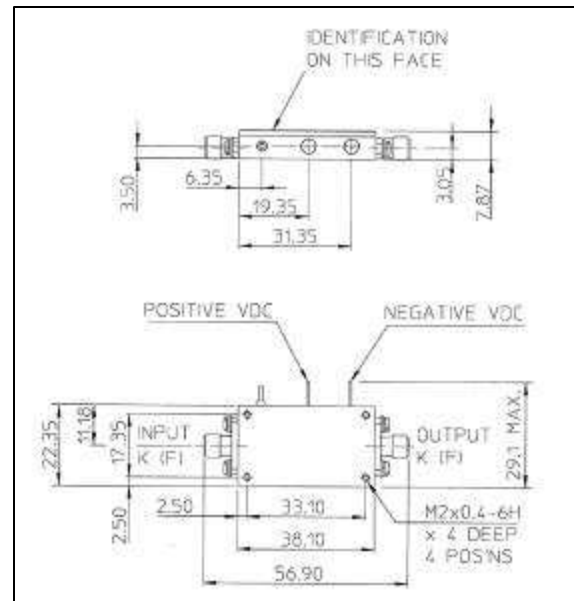 IDENTIFICATION
ON THIS FACE
3.50
6.35
19.35
31.35
3.05
7.87
POSITIVE VDC
NEGATIVE VDC
22.35
11.18
17.35
INPUT
K (F)
OUTPUT
K (F)
29.1 MAX.
2.50
2.50
33.10
38.10
56.90
M2x0.4-6H
x 4 DEEP
4 POS'NS